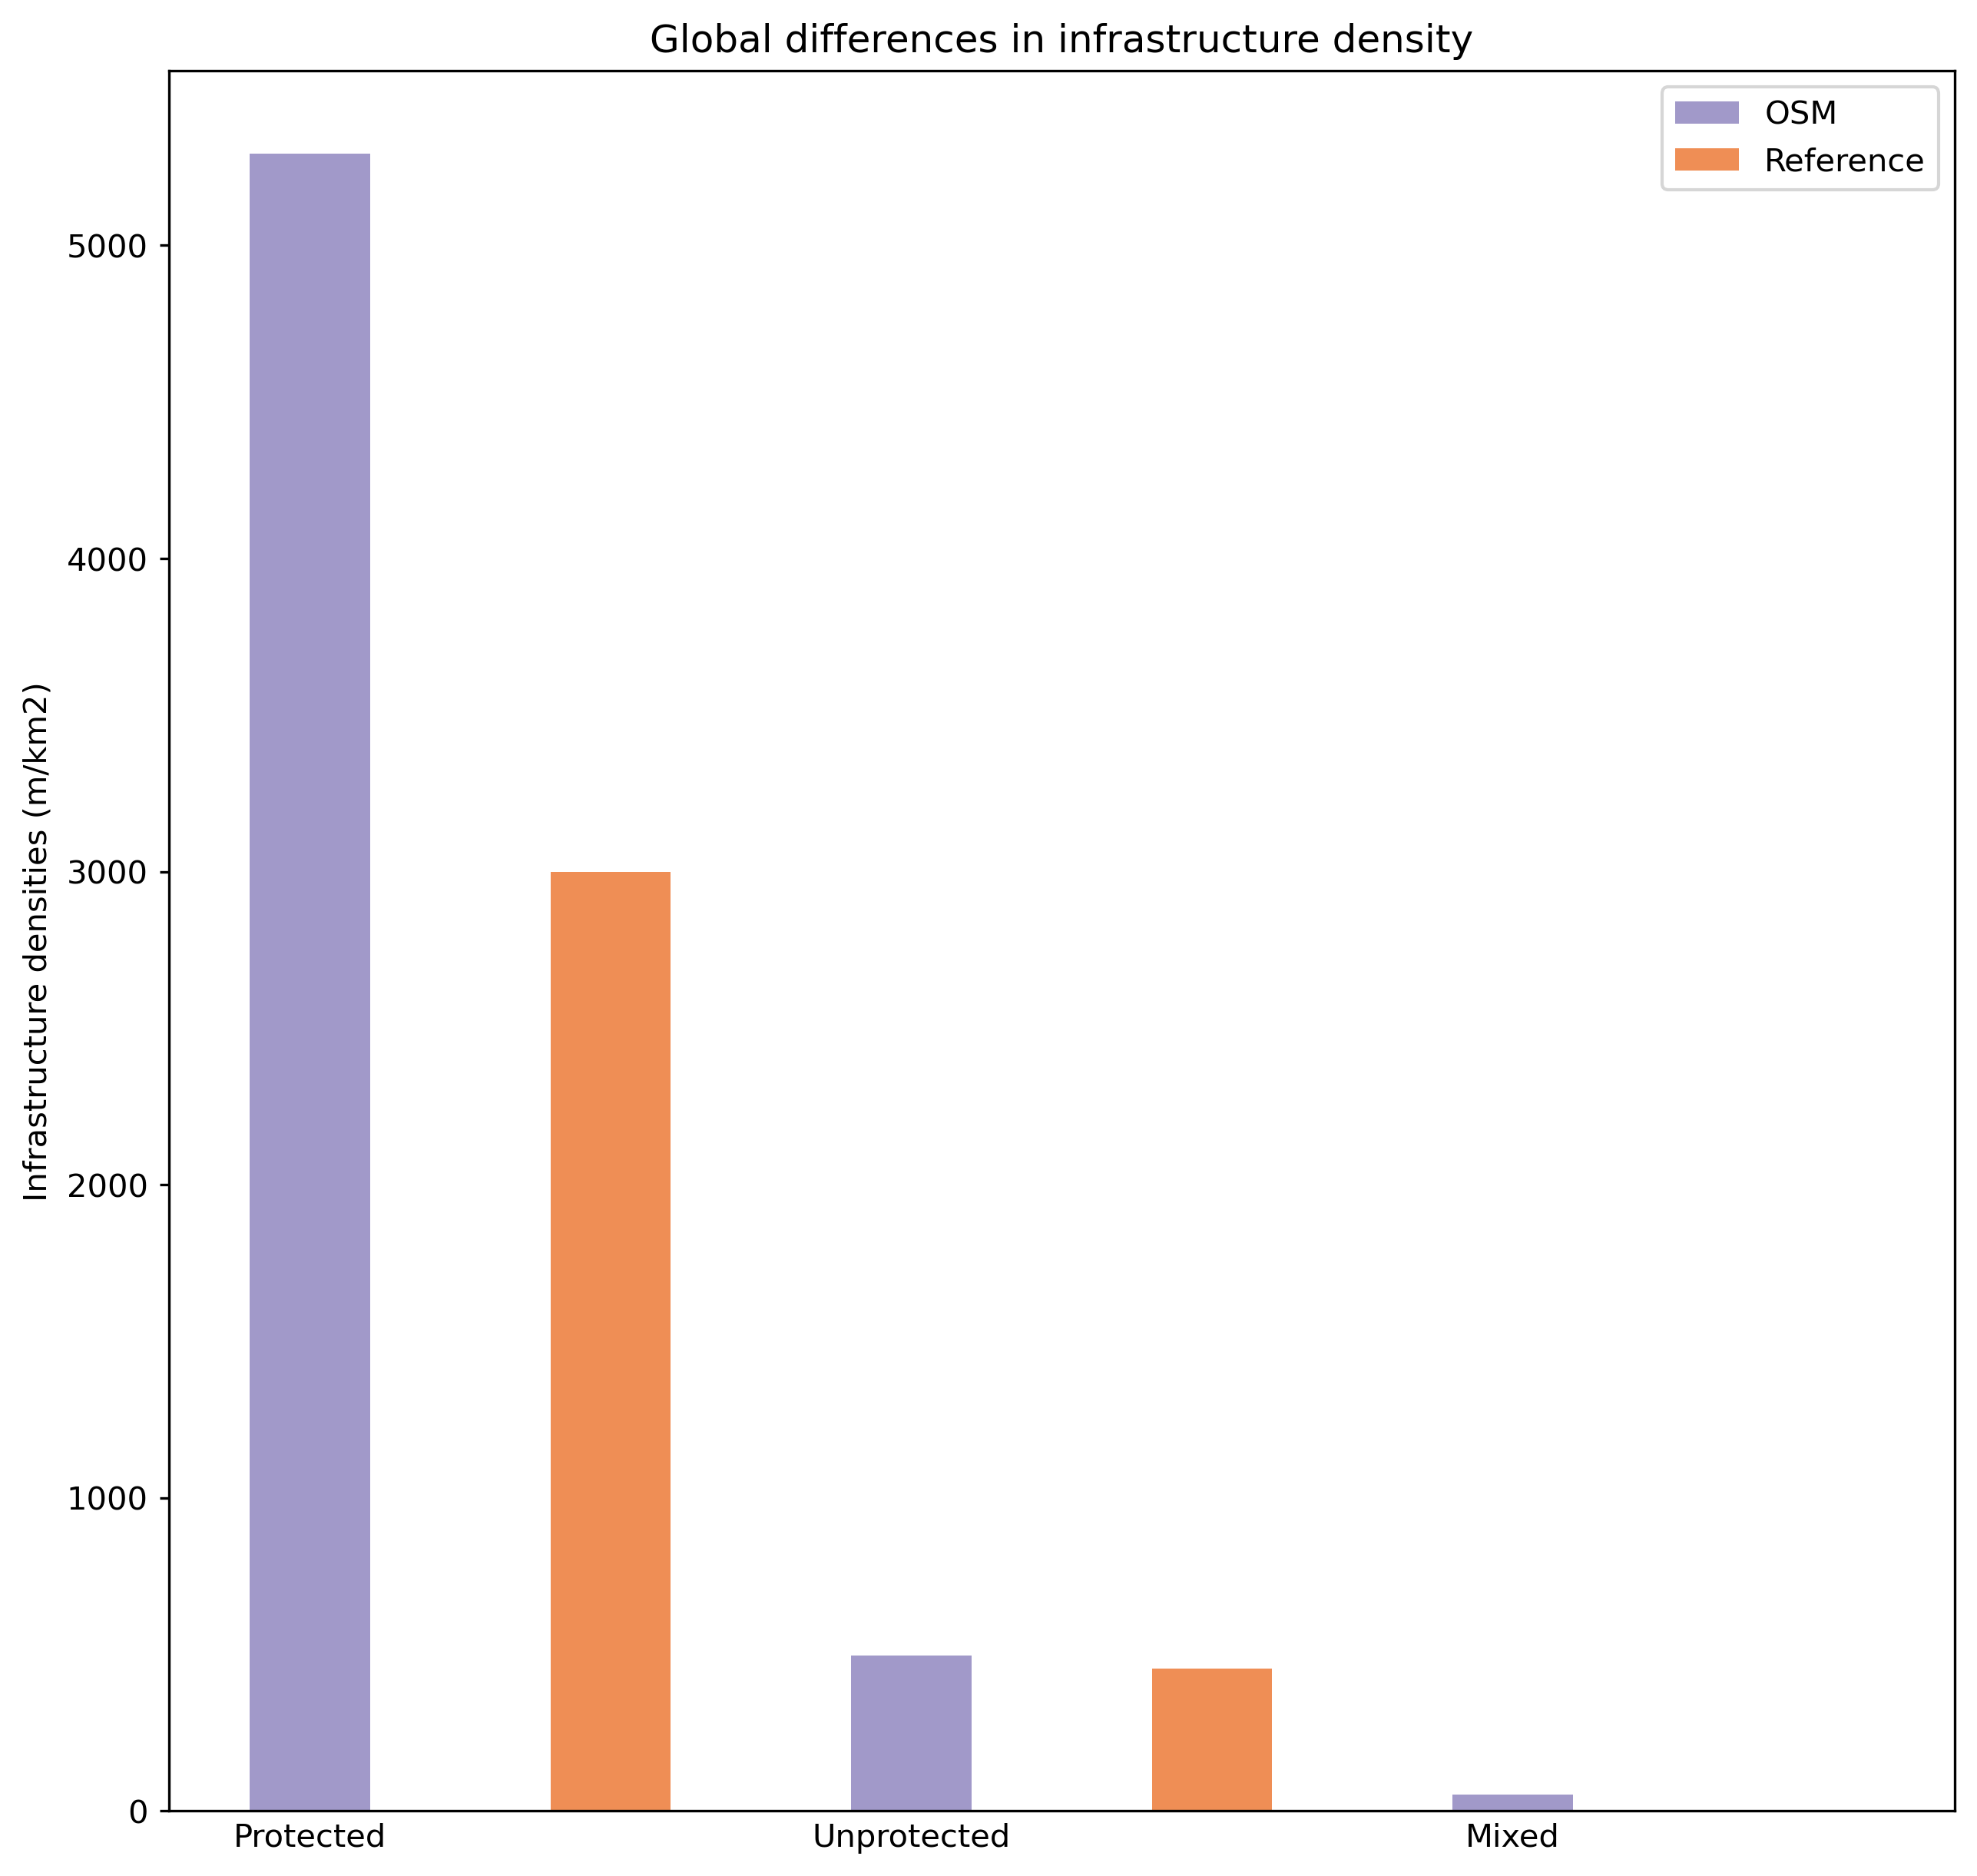 Global differences in infrastructure density
OSM
Reference
Infrastructure densities (m/km2)
5000
4000
3000
2000
1000
0
Protected
Unprotected
Mixed